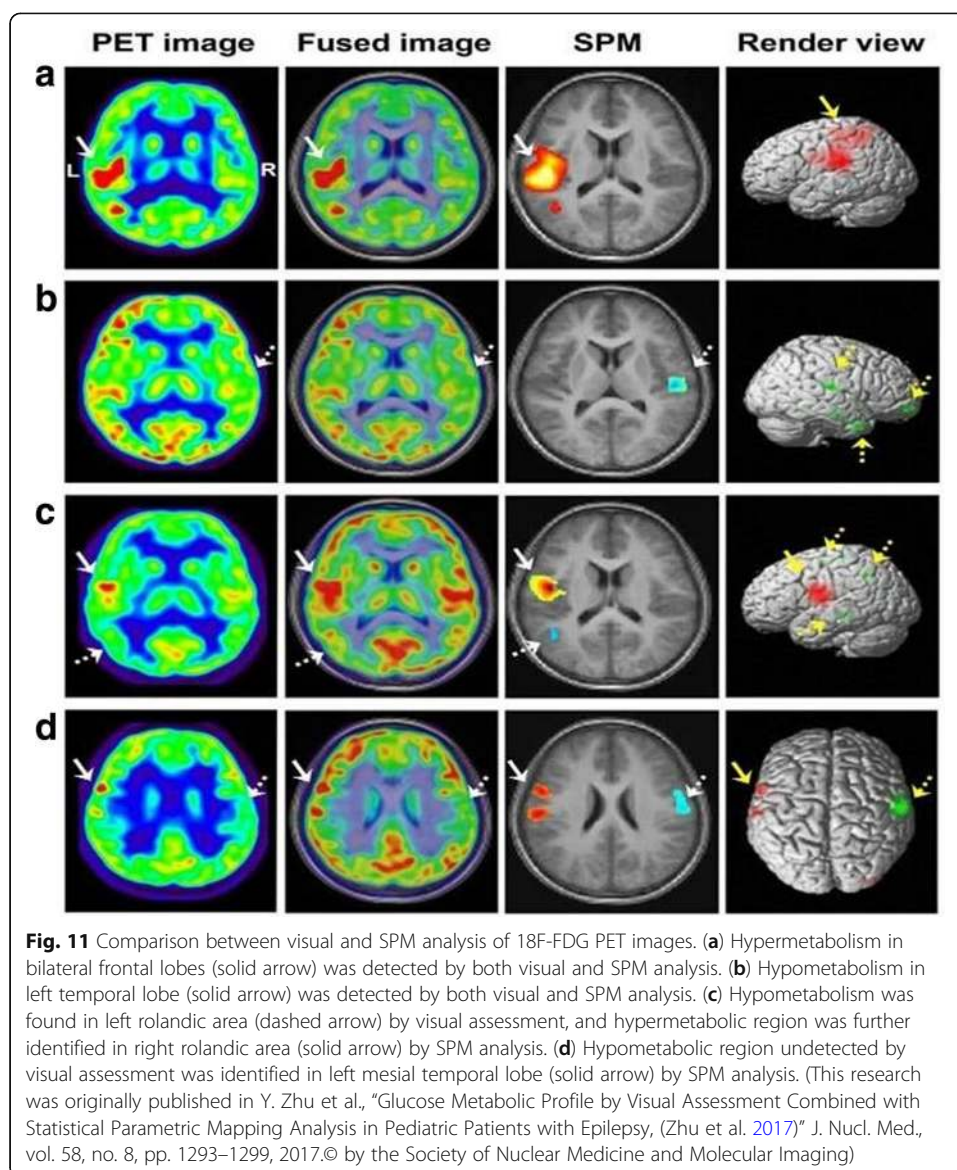 PET image Fused image SPM Render view
a
L R
b
c
d
Fig. 11 Comparison between visual and SPM analysis of 18F-FDG PET images. (a) Hypermetabolism in
bilateral frontal lobes (solid arrow) was detected by both visual and SPM analysis. (b) Hypometabolism in
left temporal lobe (solid arrow) was detected by both visual and SPM analysis. (c) Hypometabolism was
found in left rolandic area (dashed arrow) by visual assessment, and hypermetabolic region was further
identified in right rolandic area (solid arrow) by SPM analysis. (d) Hypometabolic region undetected by
visual assessment was identified in left mesial temporal lobe (solid arrow) by SPM analysis. (This research
was originally published in Y. Zhu et al., “Glucose Metabolic Profile by Visual Assessment Combined with
Statistical Parametric Mapping Analysis in Pediatric Patients with Epilepsy, (Zhu et al. 2017)” J. Nucl. Med.,
vol. 58, no. 8, pp. 1293–1299, 2017.© by the Society of Nuclear Medicine and Molecular Imaging)